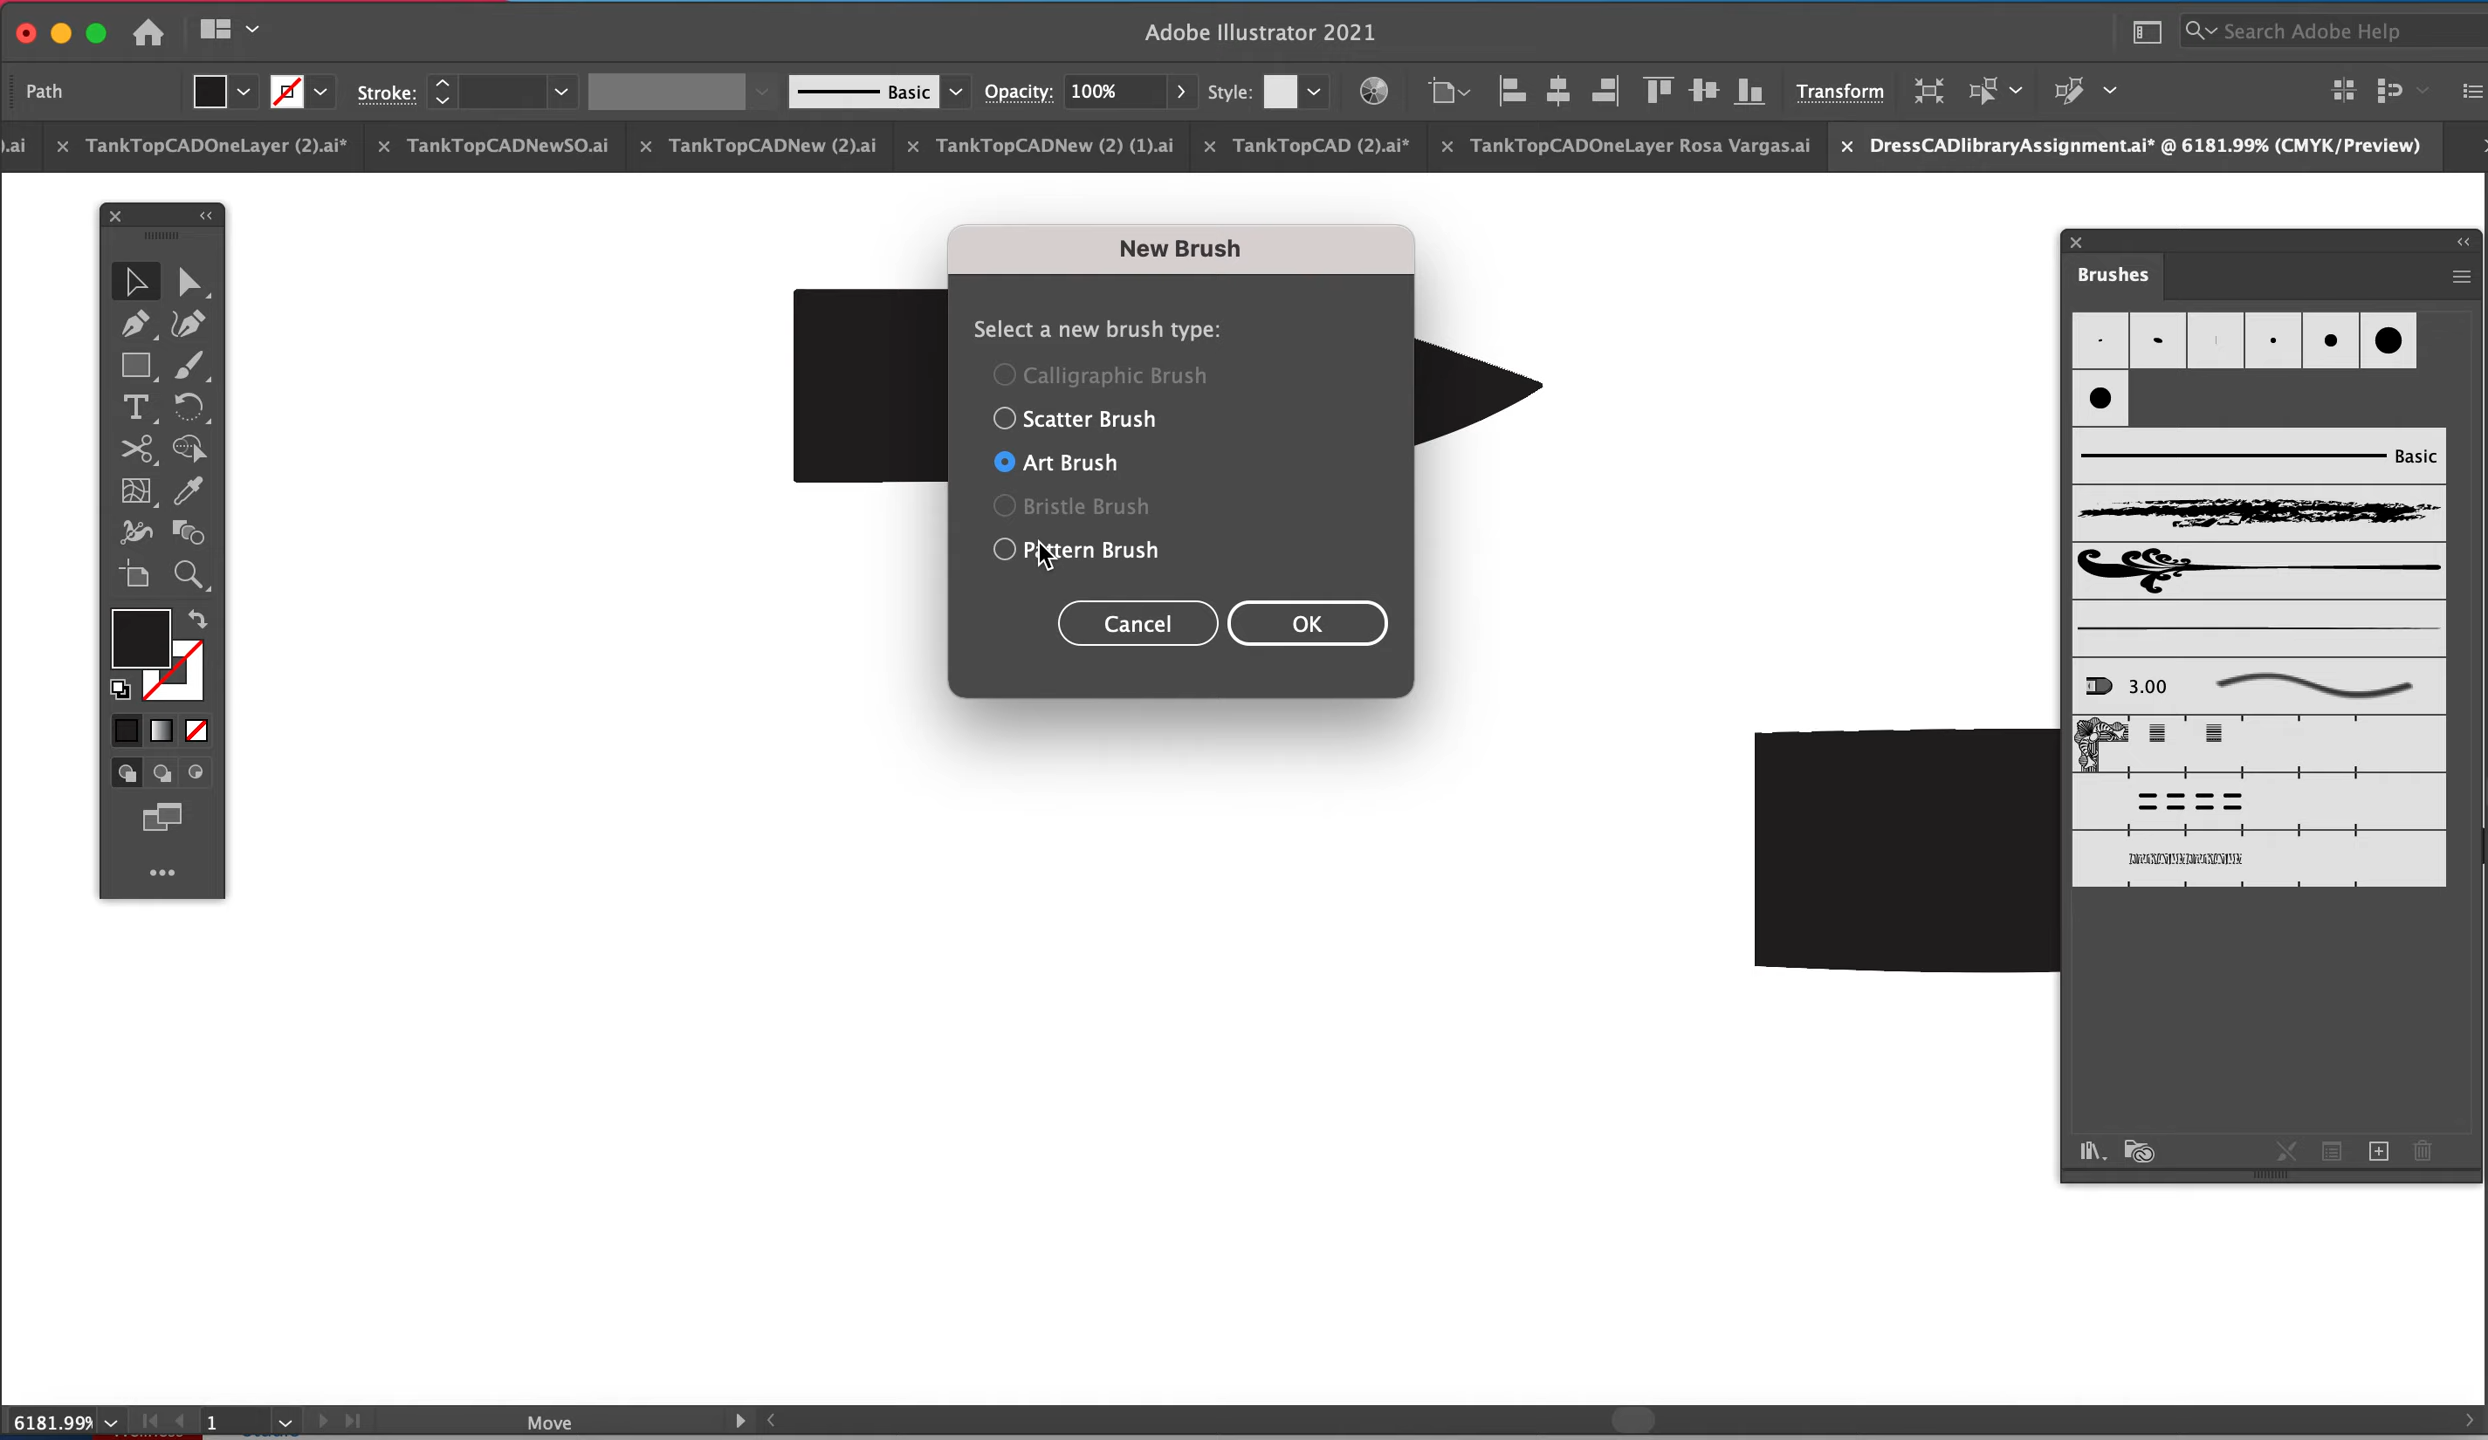 Adobe Illustrator 2021
Search Adobe Help
Path
Stroke:
Basic
Opacity: 100%
Style:
Transform
).ai
TankTopCADOneLayer (2).ai*
TankTopCADNewSO.ai
TankTopCADNew (2).ai
TankTopCADNew (2) (1).ai
TankTopCAD (2).ai*
TankTopCADOneLayer Rosa Vargas.ai
DressCADlibraryAssignment.ai* @ 6181.99% (CMYK/Preview)
New Brush
Select a new brush type:
Calligraphic Brush
Scatter Brush
Art Brush
Bristle Brush
Pattern Brush
Cancel
OK
Brushes
Basic
3.00
6181.99%
1
Move